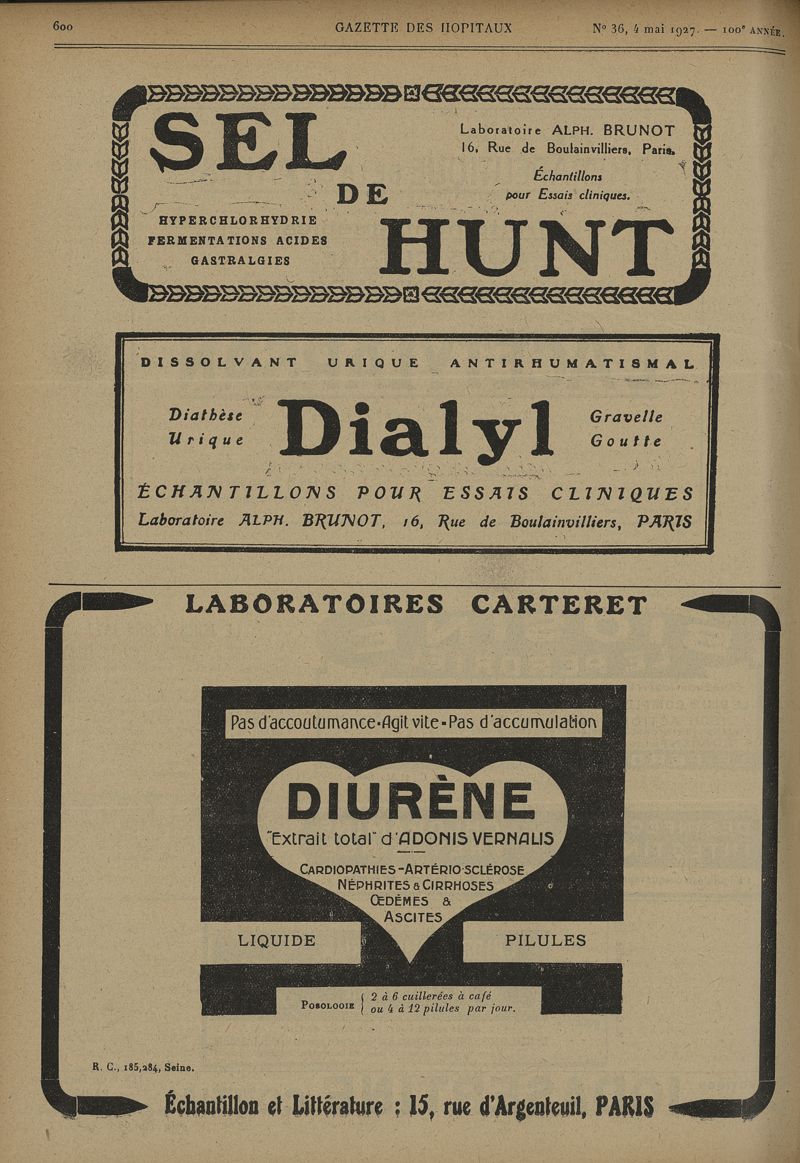 600
GAZETTE DES HOPITAUX
N° 36, 4 mai 1927. — 100e ANNÉE.
SEL
DE
HUNT
Laboratoire ALPH. BRUNOT
16, Rue de Boulainvilliers, Paris.
Échantillons
pour Essais cliniques.
HYPERCHLORHYDRIE
FERMENTATIONS ACIDES
GASTRALGIES
DISSOLVANT URIQUE ANTIRHUMATISMAL
Diathèse
Urique
Dialyl
Gravelle
Goutte
ÉCHANTILLONS POUR ESSAIS CLINIQUES
Laboratoire ALPH. BRUNOT, 16, Rue de Boulainvilliers, PARIS
LABORATOIRES CARTERET
Pas d'accoutumance-Agit vite-Pas d'accumulation
DIURÈNE
"Extrait total" d'ADONIS VERNALIS
CARDIOPATHIES-ARTÉRIO-SCLÉROSE
NÉPHRITES & CIRRHOSES
ŒDÉMES &
ASCITES
LIQUIDE
PILULES
POSOLOGIE
2 à 6 cuillerées à café
ou 4 à 12 pilules par jour.
R. C., 185,284, Seine.
Échantillon et Littérature : 15, rue d'Argenteuil, PARIS